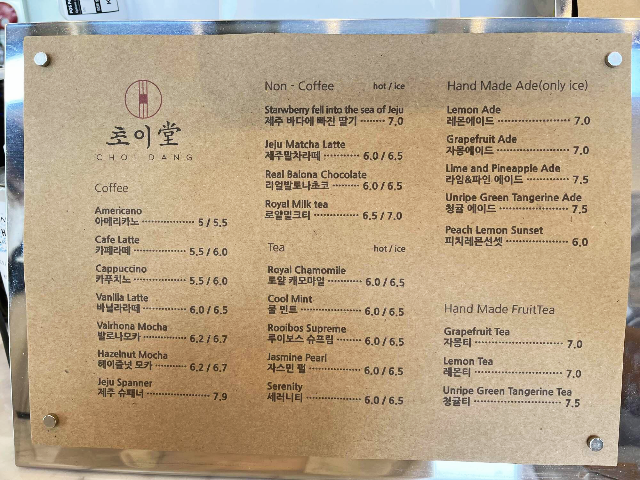 초이堂
CHOI DANG
Coffee
Americano
아메리카노 5 / 5.5
Cafe Latte
카페라떼 5.5 / 6.0
Cappuccino
카푸치노 5.5 / 6.0
Vanilla Latte
바닐라라떼 6.0 / 6.5
Valrhona Mocha
발로나모카 6.2 / 6.7
Hazelnut Mocha
헤이즐넛 모카 6.2 / 6.7
Jeju Spanner
제주 슈패너 7.9
Non - Coffee hot / ice
Starwberry fell into the sea of Jeju
제주 바다에 빠진 딸기 7.0
Jeju Matcha Latte
제주말차라떼 6.0 / 6.5
Real Balona Chocolate
리얼발로나초코 6.0 / 6.5
Royal Milk tea
로얄밀크티 6.5 / 7.0
Tea hot / ice
Royal Chamomile
로얄 캐모마일 6.0 / 6.5
Cool Mint
쿨 민트 6.0 / 6.5
Rooibos Supreme
루이보스 슈프림 6.0 / 6.5
Jasmine Pearl
자스민 펄 6.0 / 6.5
Serenity
세러니티 6.0 / 6.5
Hand Made Ade(only ice)
Lemon Ade
레몬에이드 7.0
Grapefruit Ade
자몽에이드 7.0
Lime and Pineapple Ade
라임&파인 에이드 7.5
Unripe Green Tangerine Ade
청귤 에이드 7.5
Peach Lemon Sunset
피치레몬선셋 6.0
Hand Made FruitTea
Grapefruit Tea
자몽티 7.0
Lemon Tea
레몬티 7.0
Unripe Green Tangerine Tea
청귤티 7.5